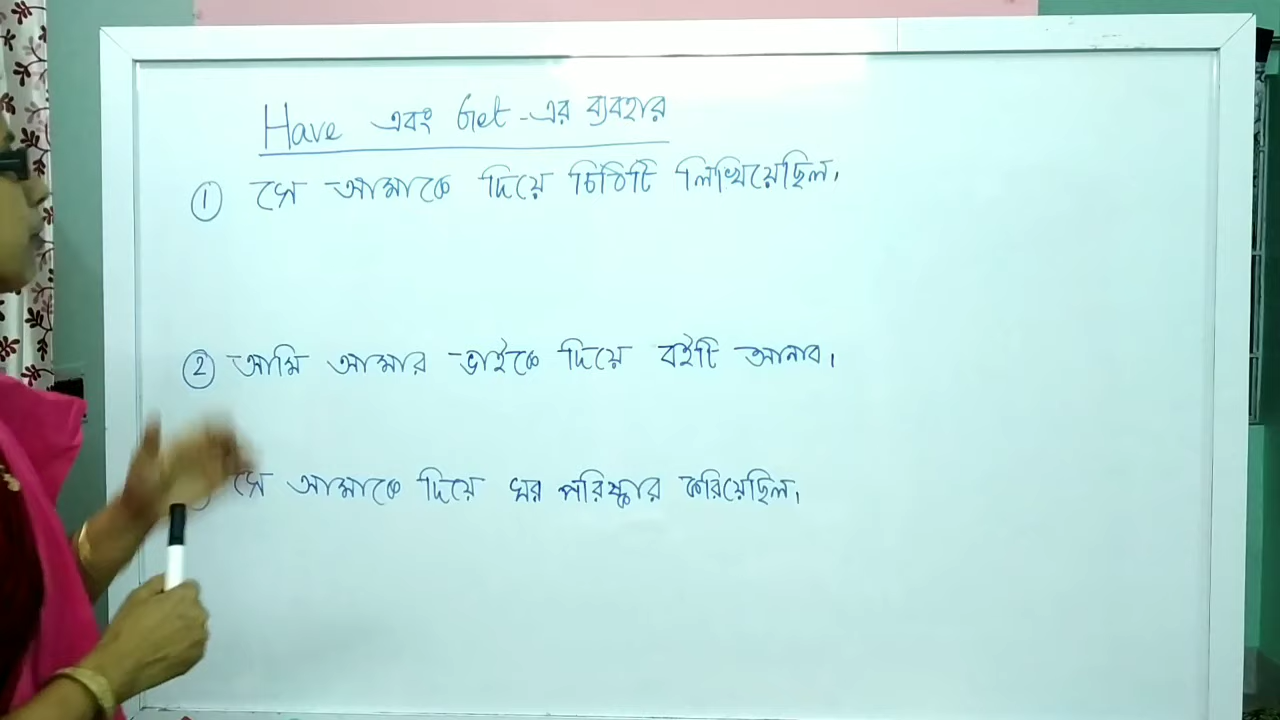 Have এবং Get-এর ব্যবহার
① সে আমাকে দিয়ে চিঠিটি লিখিয়েছিল।
② আমি আমার ভাইকে দিয়ে বইটি আনাব।
সে আমাকে দিয়ে ঘর পরিষ্কার করিয়েছিল।